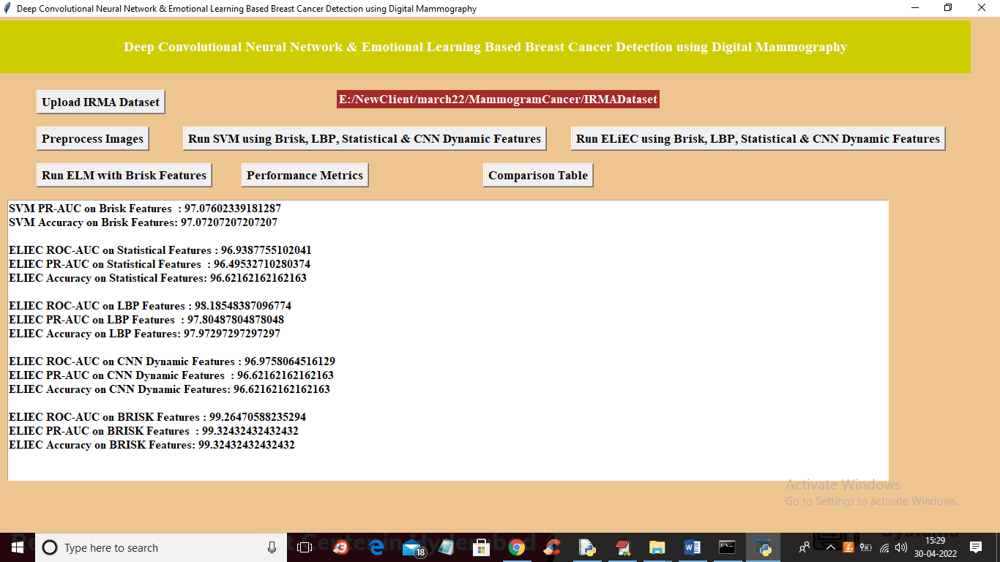 Deep Convolutional Neural Network & Emotional Learning Based Breast Cancer Detection using Digital Mammography
Deep Convolutional Neural Network & Emotional Learning Based Breast Cancer Detection using Digital Mammography
Upload IRMA Dataset
E:/NewClient/march22/MammogramCancer/IRMADataset
Preprocess Images
Run SVM using Brisk, LBP, Statistical & CNN Dynamic Features
Run ELiEC using Brisk, LBP, Statistical & CNN Dynamic Features
Run ELM with Brisk Features
Performance Metrics
Comparison Table
SVM PR-AUC on Brisk Features : 97.07602339181287
SVM Accuracy on Brisk Features: 97.07207207207207
ELIEC ROC-AUC on Statistical Features : 96.9387755102041
ELIEC PR-AUC on Statistical Features : 96.49532710280374
ELIEC Accuracy on Statistical Features: 96.62162162162163
ELIEC ROC-AUC on LBP Features : 98.18548387096774
ELIEC PR-AUC on LBP Features : 97.80487804878048
ELIEC Accuracy on LBP Features: 97.97297297297297
ELIEC ROC-AUC on CNN Dynamic Features : 96.9758064516129
ELIEC PR-AUC on CNN Dynamic Features : 96.62162162162163
ELIEC Accuracy on CNN Dynamic Features: 96.62162162162163
ELIEC ROC-AUC on BRISK Features : 99.26470588235294
ELIEC PR-AUC on BRISK Features : 99.32432432432432
ELIEC Accuracy on BRISK Features: 99.32432432432432
Activate Windows
Go to Settings to activate Windows.
Type here to search
18
15:29
30-04-2022